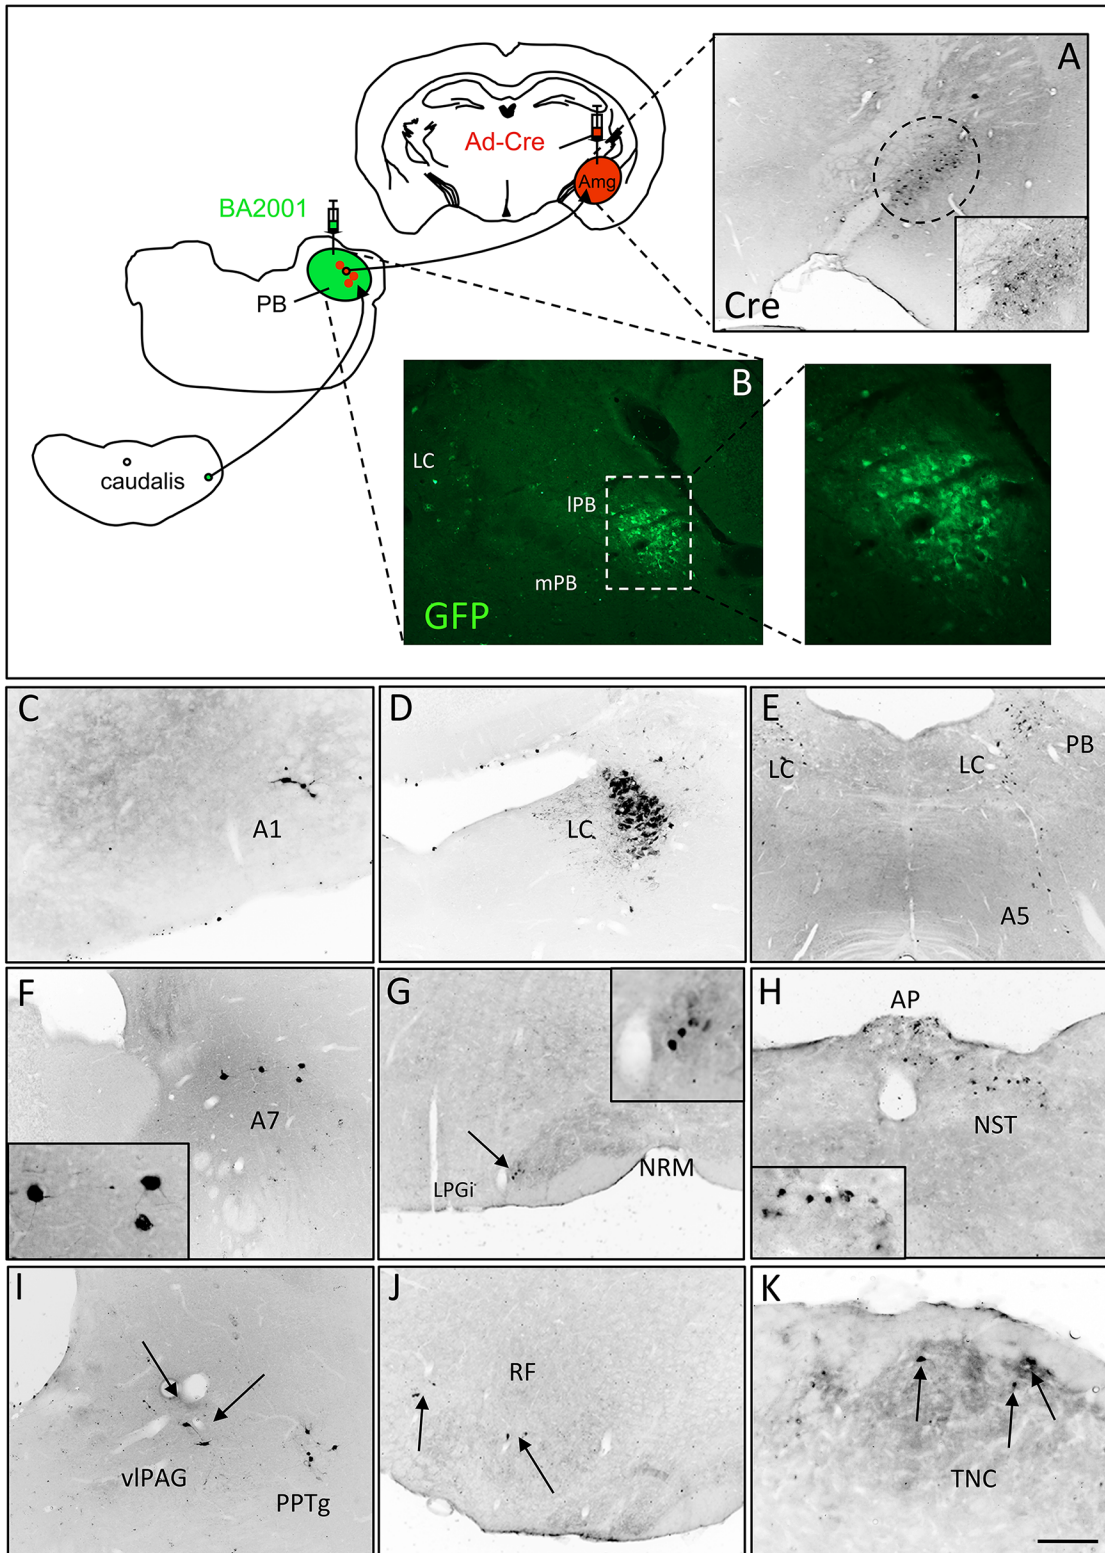 A
Ad-Cre
Amg
BA2001
PB
Cre
caudalis
B
LC
lPB
mPB
GFP
C
A1
D
LC
E
LC
LC
PB
A5
F
A7
G
LPGi
NRM
H
AP
NST
I
vlPAG
PPTg
J
RF
K
TNC